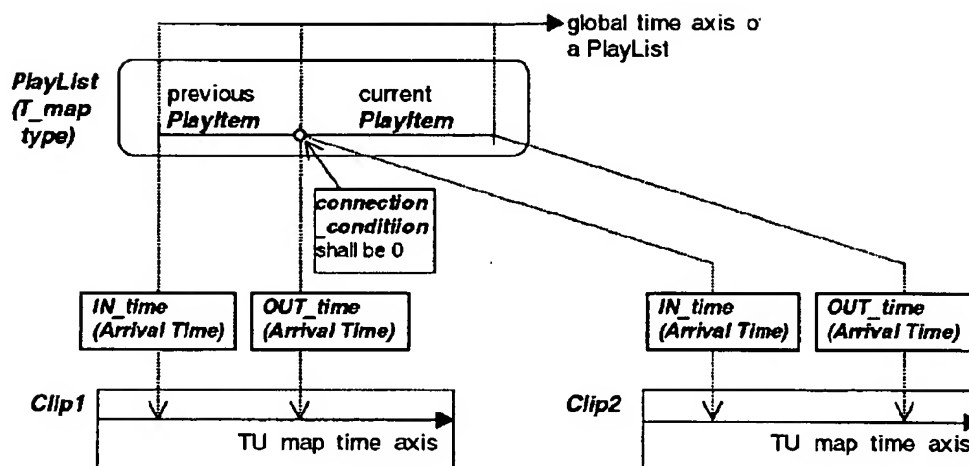 global time axis o
a PlayList
PlayList
(T_map
type)
previous
PlayItem
current
PlayItem
connection
_conditiion
shall be 0
IN_time
(Arrival Time)
OUT_time
(Arrival Time)
IN_time
(Arrival Time)
OUT_time
(Arrival Time)
Clip1
TU map time axis
Clip2
TU map time axis